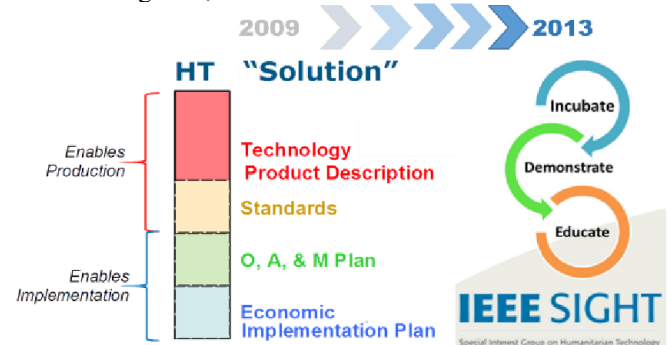 2009 2013
HT "Solution"
Enables
Production
Technology
Product Description
Standards
Enables
Implementation
O, A, & M Plan
Economic
Implementation Plan
Incubate
Demonstrate
Educate
IEEE SIGHT
Special Interest Group on Humanitarian Technology